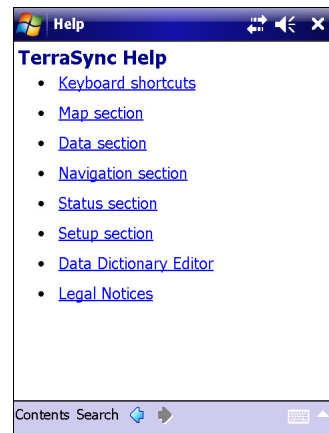 Help
TerraSync Help
Keyboard shortcuts
Map section
Data section
Navigation section
Status section
Setup section
Data Dictionary Editor
Legal Notices
Contents Search